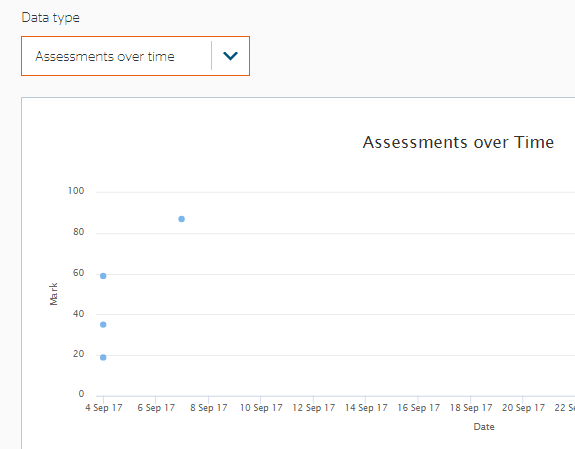 Data type
Assessments over time
Assessments over Time
100
80
60
40
20
0
Mark
4 Sep 17 6 Sep 17 8 Sep 17 10 Sep 17 12 Sep 17 14 Sep 17 16 Sep 17 18 Sep 17 20 Sep 17 22 Se
Date